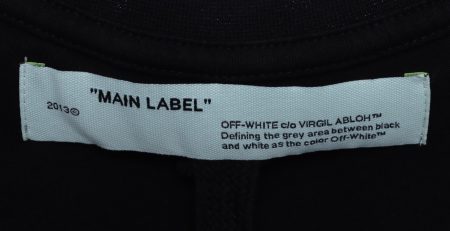 "MAIN LABEL"
2013©
OFF-WHITE c/o VIRGIL ABLOH™
Defining the grey area between black
and white as the color Off-White™